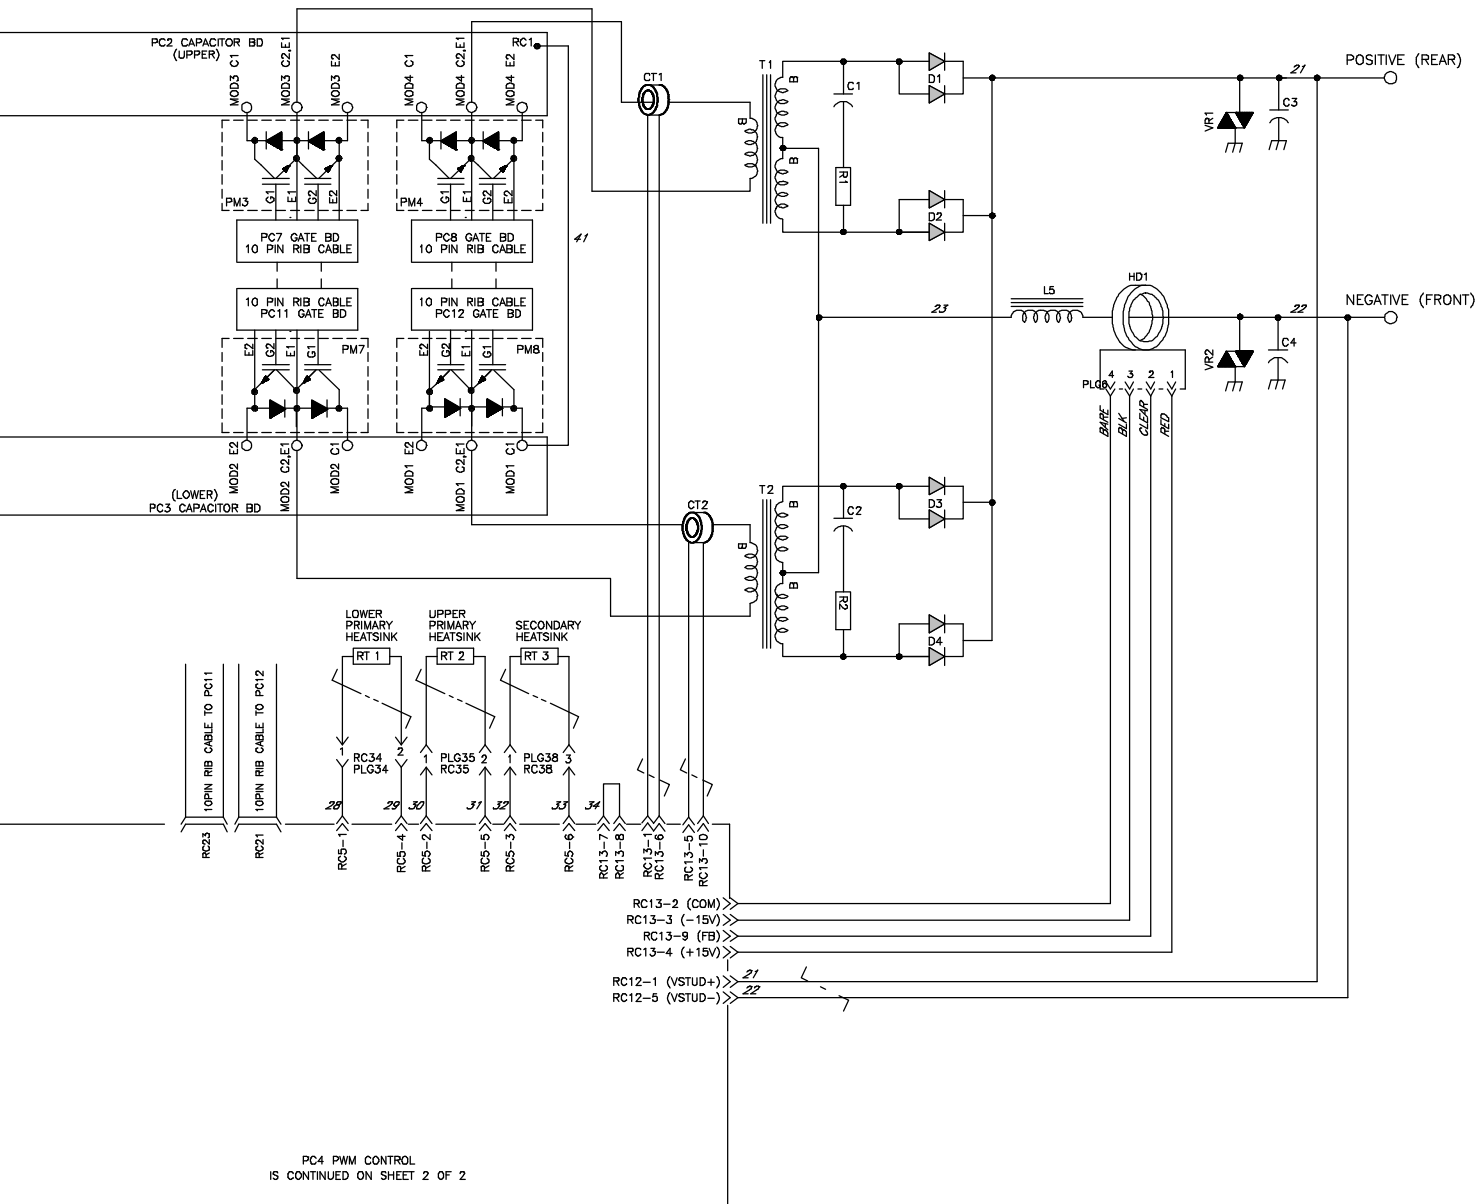 PC2 CAPACITOR BD
(UPPER)
MOD3 C1
MOD3 C2,E1
MOD3 E2
MOD4 C1
MOD4 C2,E1
MOD4 E2
RC1
PM3
G1
E1
G2
E2
PM4
G1
E1
G2
E2
PC7 GATE BD
10 PIN RIB CABLE
PC8 GATE BD
10 PIN RIB CABLE
41
10 PIN RIB CABLE
PC11 GATE BD
10 PIN RIB CABLE
PC12 GATE BD
E2
G2
E1
G1
PM7
E2
G2
E1
G1
PM8
MOD2 E2
MOD2 C2,E1
MOD2 C1
MOD1 E2
MOD1 C2,E1
MOD1 C1
(LOWER)
PC3 CAPACITOR BD
CT1
T1
B
B
B
C1
R1
D1
D2
21
POSITIVE (REAR)
VR1
C3
23
L5
HD1
22
NEGATIVE (FRONT)
VR2
C4
PLG6
4
3
2
1
BARE
BLK
CLEAR
RED
CT2
T2
B
B
B
C2
R2
D3
D4
LOWER
PRIMARY
HEATSINK
RT 1
UPPER
PRIMARY
HEATSINK
RT 2
SECONDARY
HEATSINK
RT 3
10PIN RIB CABLE TO PC11
10PIN RIB CABLE TO PC12
1
RC34
PLG34
2
1
PLG35
RC35
2
1
PLG38
RC38
3
28
29
30
31
32
33
34
RC23
RC21
RC5-1
RC5-4
RC5-2
RC5-5
RC5-3
RC5-6
RC13-7
RC13-8
RC13-1
RC13-6
RC13-5
RC13-10
RC13-2 (COM)
RC13-3 (-15V)
RC13-9 (FB)
RC13-4 (+15V)
RC12-1 (VSTUD+)
21
RC12-5 (VSTUD-)
22
PC4 PWM CONTROL
IS CONTINUED ON SHEET 2 OF 2